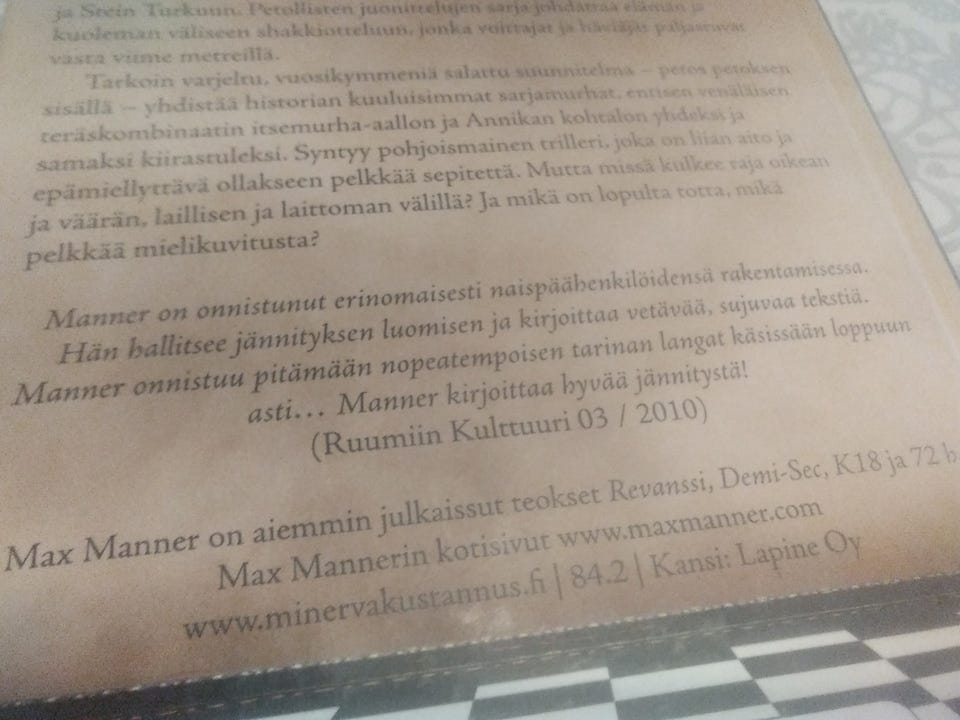 ja Stein Turkuun. Petollisten juonittelujen sarja johdattaa elämän ja
kuoleman väliseen shakkiotteluun, jonka voittajat ja häviäjät paljastuvat
vasta viime metreillä.
Tarkoin varjeltu, vuosikymmeniä salattu suunnitelma – petos petoksen
sisällä – yhdistää historian kuuluisimmat sarjamurhat, entisen venäläisen
teräskombinaatin itsemurha-aallon ja Annikan kohtalon yhdeksi ja
samaksi kiirastuleksi. Syntyy pohjoismainen trilleri, joka on liian aito ja
epämiellyttävä ollakseen pelkkää sepitettä. Mutta missä kulkee raja oikean
ja väärän, laillisen ja laittoman välillä? Ja mikä on lopulta totta, mikä
pelkkää mielikuvitusta?
Manner on onnistunut erinomaisesti naispäähenkilöidensä rakentamisessa.
Hän hallitsee jännityksen luomisen ja kirjoittaa vetävää, sujuvaa tekstiä.
Manner onnistuu pitämään nopeatempoisen tarinan langat käsissään loppuun
asti... Manner kirjoittaa hyvää jännitystä!
(Ruumiin Kulttuuri 03 / 2010)
Max Manner on aiemmin julkaissut teokset Revanssi, Demi-Sec, K18 ja 72 h
Max Mannerin kotisivut www.maxmanner.com
www.minervakustannus.fi | 84.2 | Kansi: Lapine Oy